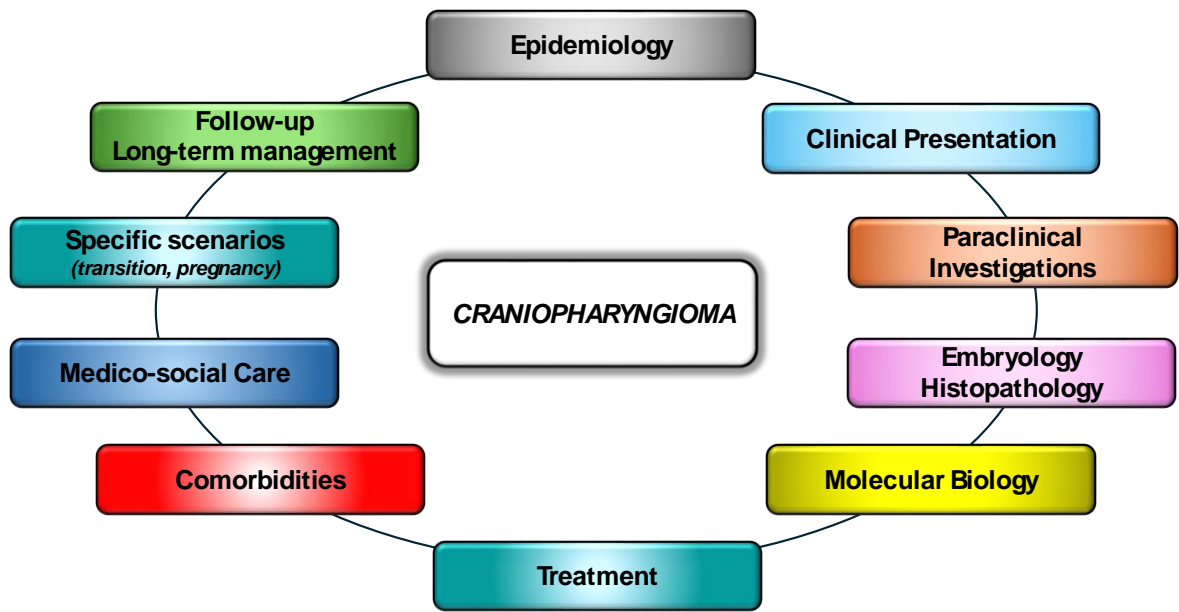 Epidemiology
Clinical Presentation
Paraclinical
Investigations
Embryology
Histopathology
Molecular Biology
Treatment
Comorbidities
Medico-social Care
Specific scenarios
(transition, pregnancy)
Follow-up
Long-term management
CRANIOPHARYNGIOMA